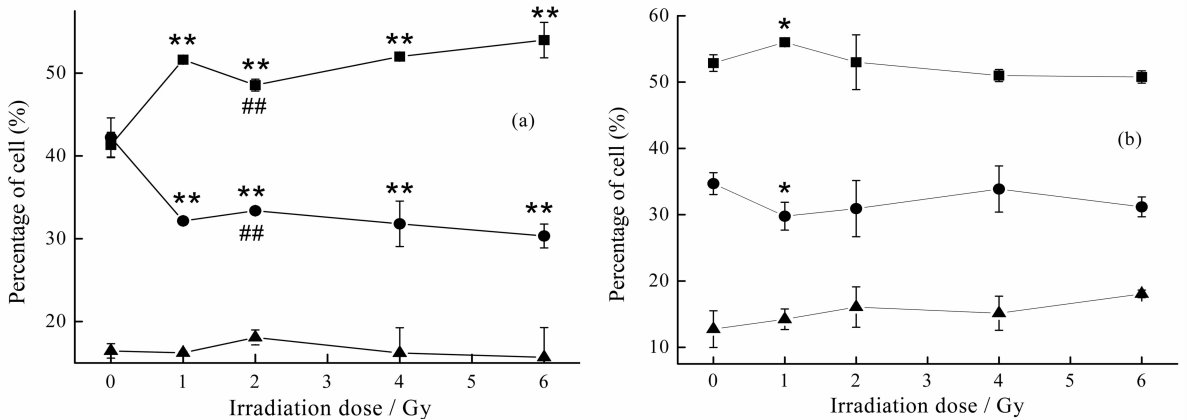 ** ** ** **
50 ##
(a)
40
** ** ** **
30 ##
20
0 1 2 3 4 5 6
Irradiation dose / Gy
Percentage of cell (%)
60
*
50
40 (b)
*
30
20
10
0 1 2 3 4 5 6
Irradiation dose / Gy
Percentage of cell (%)